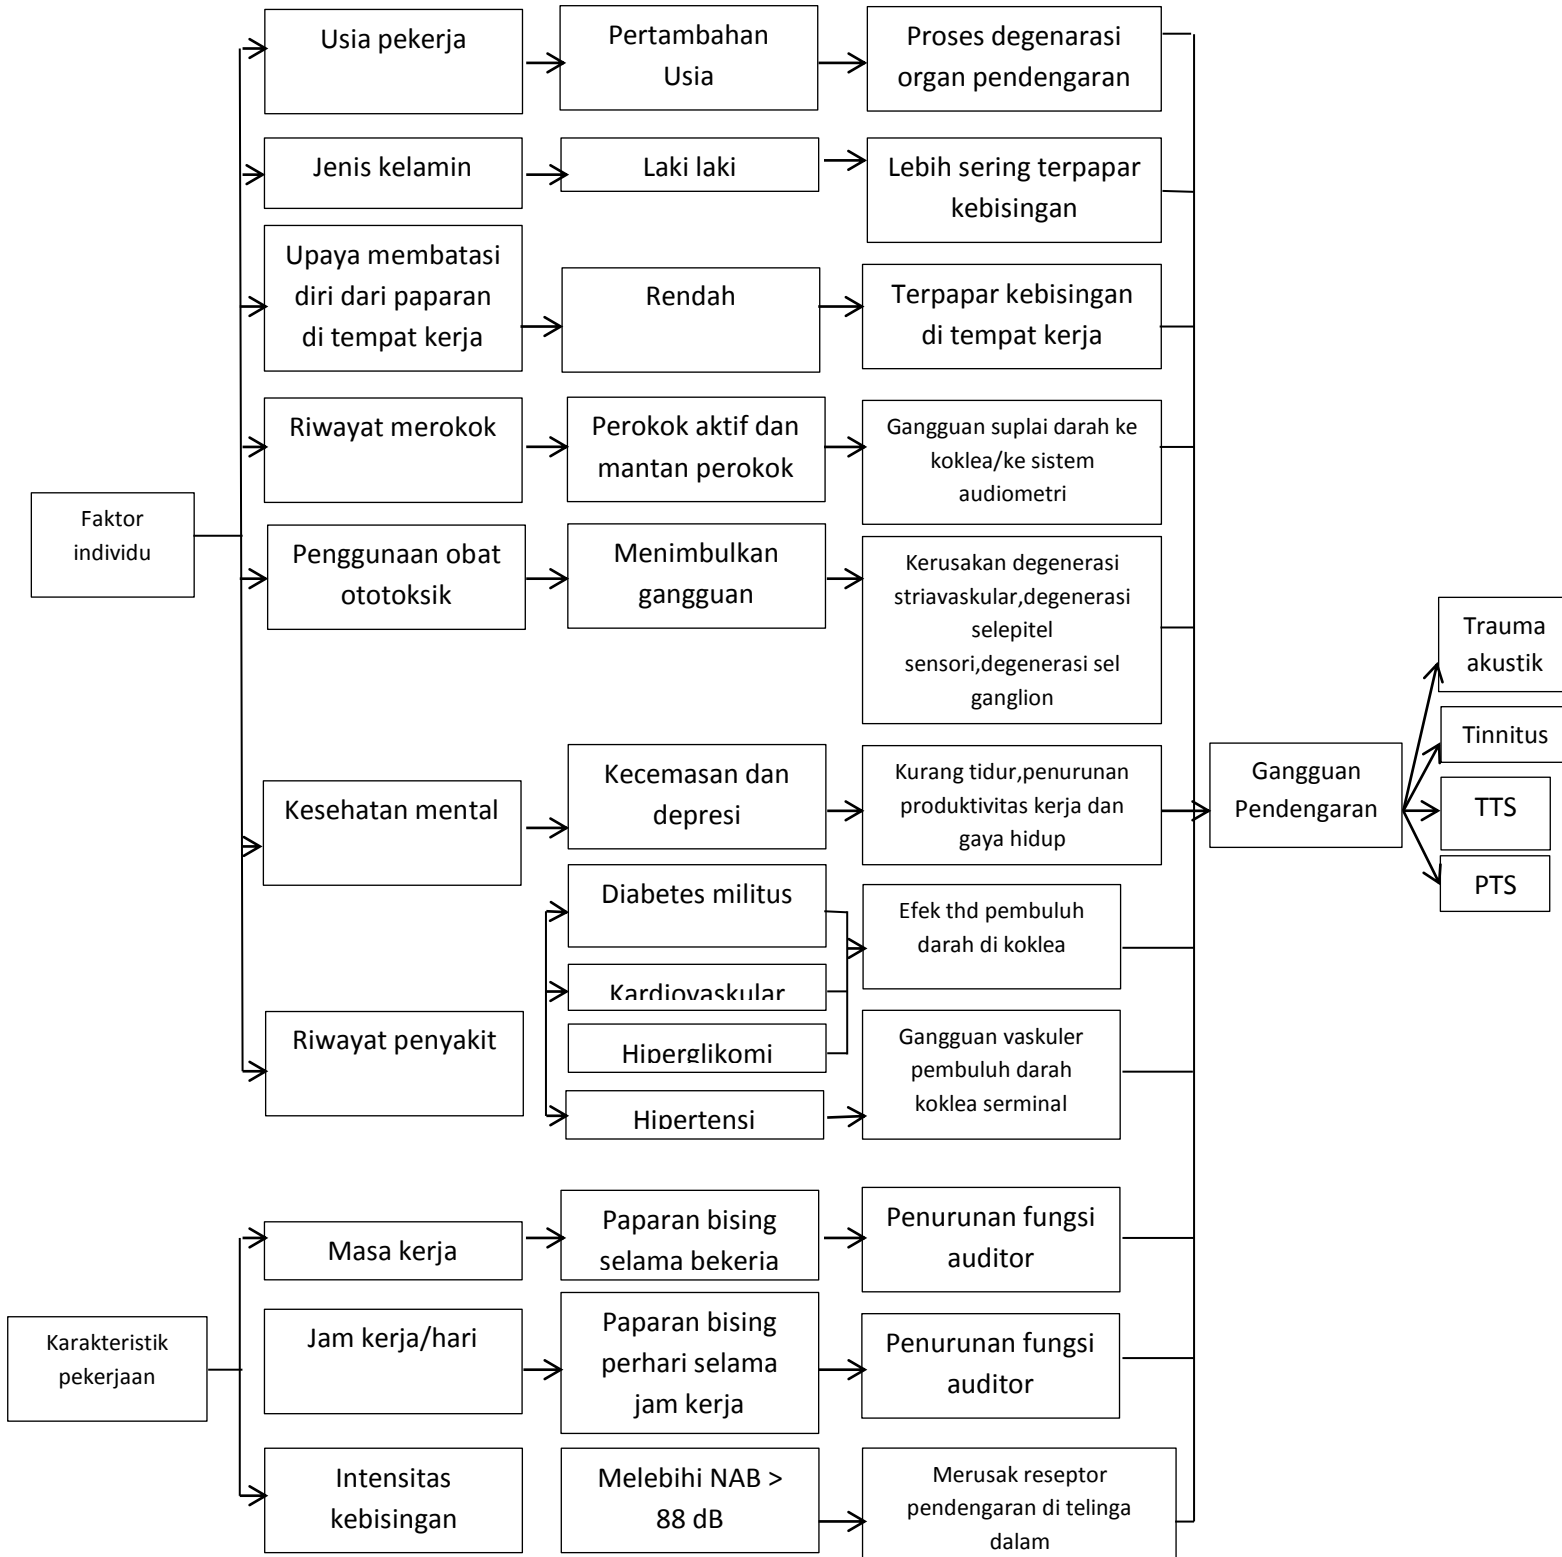 Usia pekerja
Pertambahan
Usia
Proses degenarasi
organ pendengaran
Jenis kelamin
Laki laki
Lebih sering terpapar
kebisingan
Upaya membatasi
diri dari paparan
di tempat kerja
Rendah
Terpapar kebisingan
di tempat kerja
Riwayat merokok
Perokok aktif dan
mantan perokok
Gangguan suplai darah ke
koklea/ke sistem
audiometri
Faktor
individu
Penggunaan obat
ototoksik
Menimbulkan
gangguan
Kerusakan degenerasi
striavaskular,degenerasi
selepitel
sensori,degenerasi sel
ganglion
Kesehatan mental
Kecemasan dan
depresi
Kurang tidur,penurunan
produktivitas kerja dan
gaya hidup
Gangguan
Pendengaran
Trauma
akustik
Tinnitus
TTS
PTS
Riwayat penyakit
Diabetes militus
Kardiovaskular
Hiperglikomi
Hipertensi
Efek thd pembuluh
darah di koklea
Gangguan vaskuler
pembuluh darah
koklea serminal
Karakteristik
pekerjaan
Masa kerja
Paparan bising
selama bekerja
Penurunan fungsi
auditor
Jam kerja/hari
Paparan bising
perhari selama
jam kerja
Penurunan fungsi
auditor
Intensitas
kebisingan
Melebihi NAB >
88 dB
Merusak reseptor
pendengaran di telinga
dalam